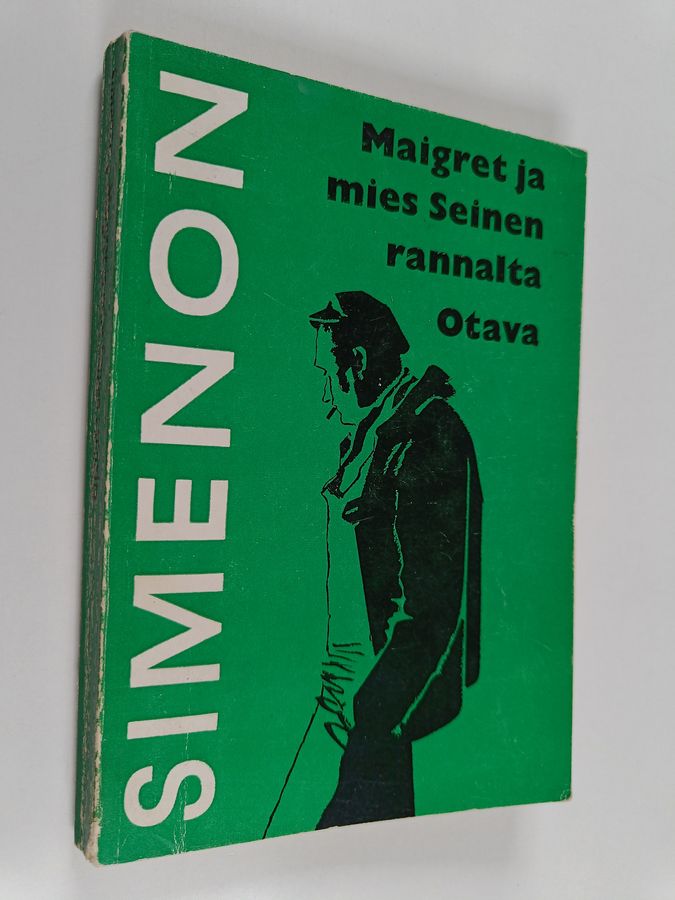 SIMENON
Maigret ja
mies Seinen
rannalta
Otava